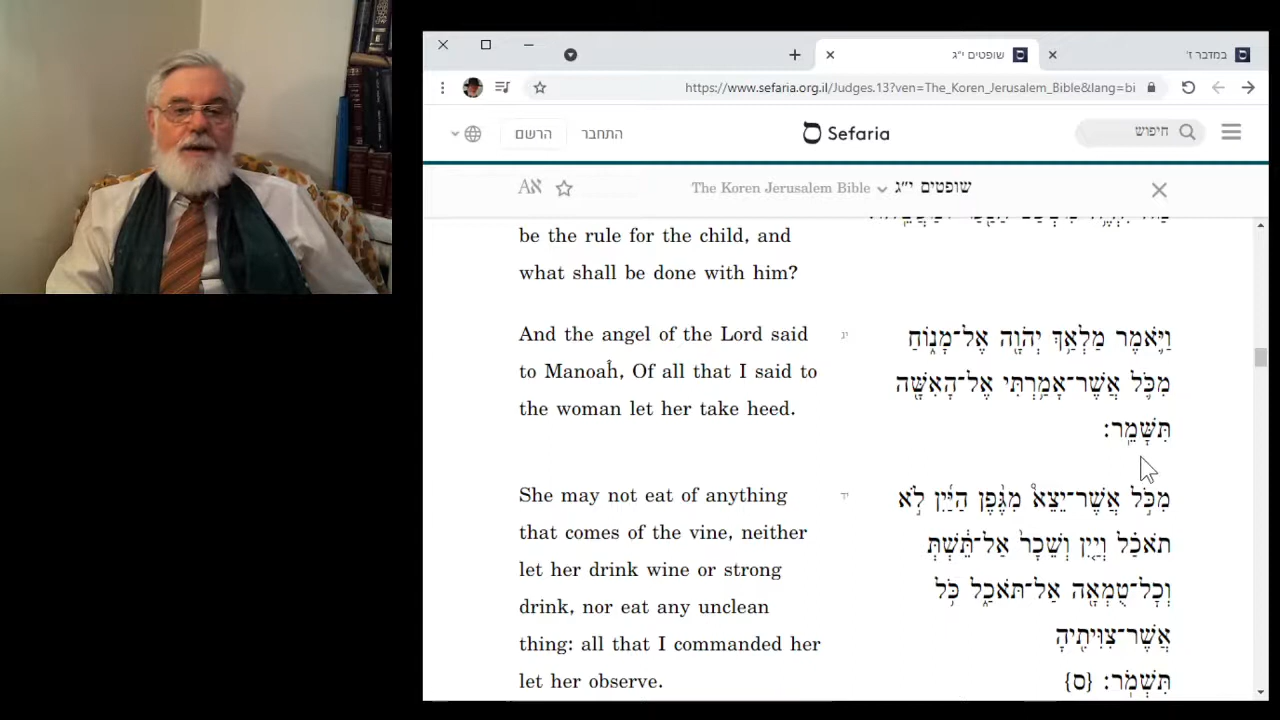 שופטים י״ג
במדבר ז׳
https://www.sefaria.org.il/Judges.13?ven=The_Koren_Jerusalem_Bible&lang=bi
הרשם
התחבר
Sefaria
חיפוש
The Koren Jerusalem Bible
שופטים י״ג
be the rule for the child, and
what shall be done with him?
And the angel of the Lord said
to Manoaĥ, Of all that I said to
the woman let her take heed.
יג
וַיֹּ֛אמֶר מַלְאַ֥ךְ יְהֹוָ֖ה אֶל־מָנ֑וֹחַ
מִכֹּ֛ל אֲשֶׁר־אָמַ֥רְתִּי אֶל־הָאִשָּׁ֖ה
תִּשָּׁמֵֽר׃
She may not eat of anything
that comes of the vine, neither
let her drink wine or strong
drink, nor eat any unclean
thing: all that I commanded her
let her observe.
יד
מִכֹּ֣ל אֲשֶׁר־יֵצֵא֩ מִגֶּ֨פֶן הַיַּ֜יִן לֹ֣א
תֹאכַ֗ל וְיַ֤יִן וְשֵׁכָר֙ אַל־תֵּ֔שְׁתְּ
וְכׇל־טֻמְאָ֖ה אַל־תֹּאכַ֑ל כֹּ֥ל
אֲשֶׁר־צִוִּיתִ֖יהָ
תִּשְׁמֹֽר׃ {ס}